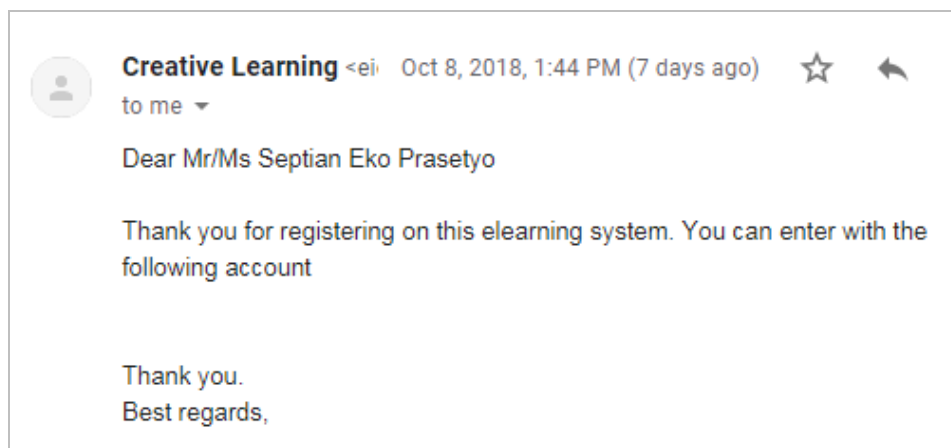 Creative Learning <ei Oct 8, 2018, 1:44 PM (7 days ago)
to me
Dear Mr/Ms Septian Eko Prasetyo
Thank you for registering on this elearning system. You can enter with the
following account
Thank you.
Best regards,